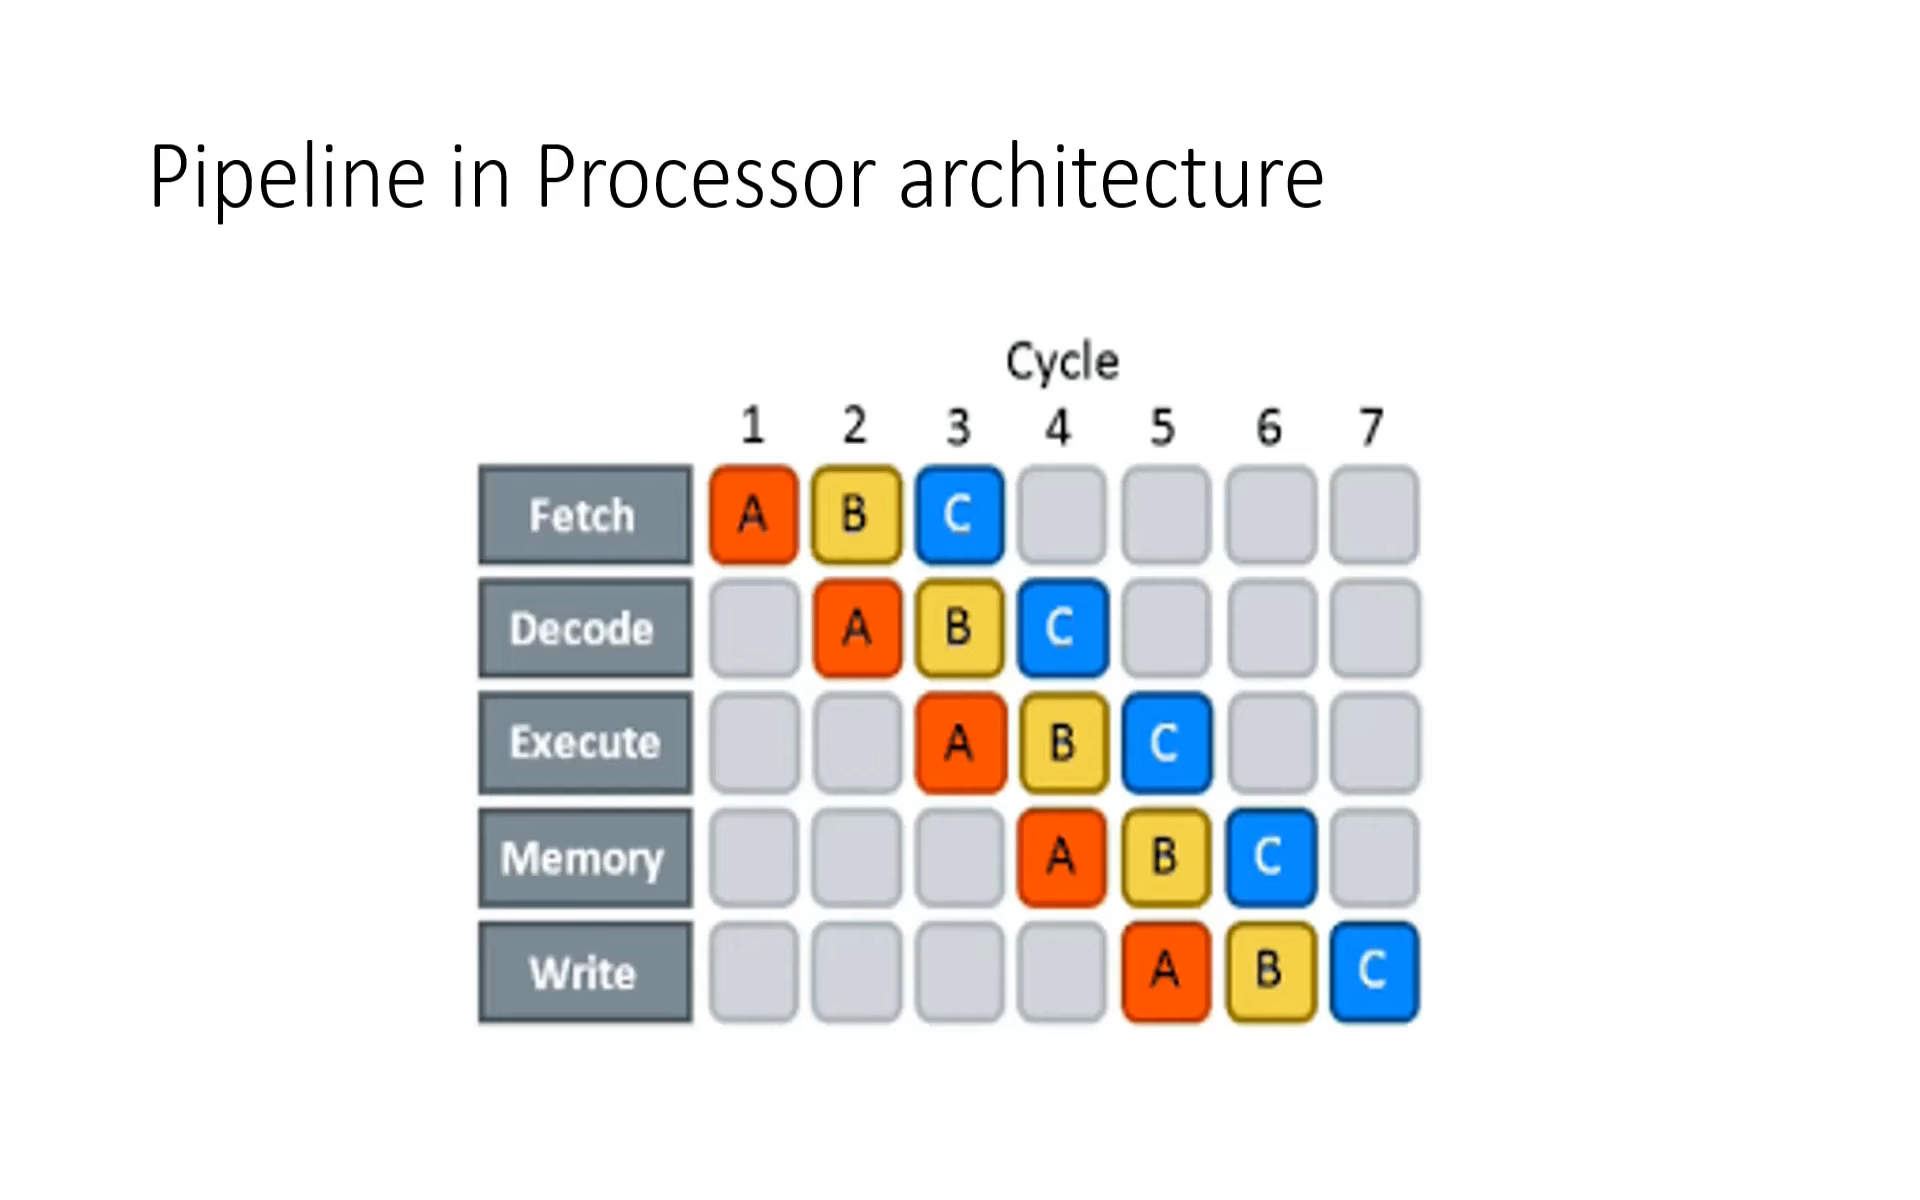 Pipeline in Processor architecture
Cycle
1 2 3 4 5 6 7
Fetch A B C
Decode A B C
Execute A B C
Memory A B C
Write A B C